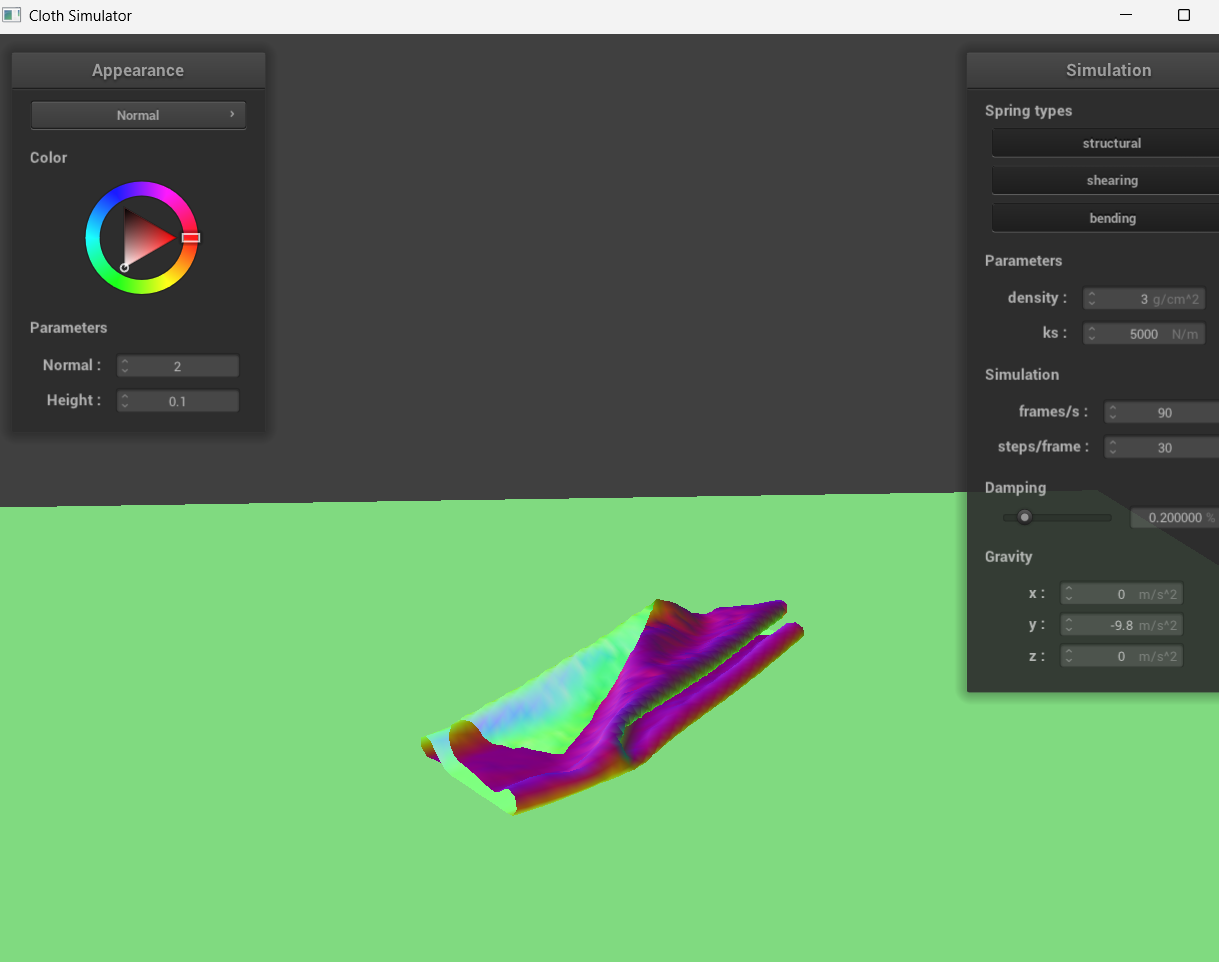 Cloth Simulator
Appearance
Normal
Color
Parameters
Normal : 2
Height : 0.1
Simulation
Spring types
structural
shearing
bending
Parameters
density : 3 g/cm^2
ks : 5000 N/m
Simulation
frames/s : 90
steps/frame : 30
Damping
0.200000 %
Gravity
x : 0 m/s^2
y : -9.8 m/s^2
z : 0 m/s^2